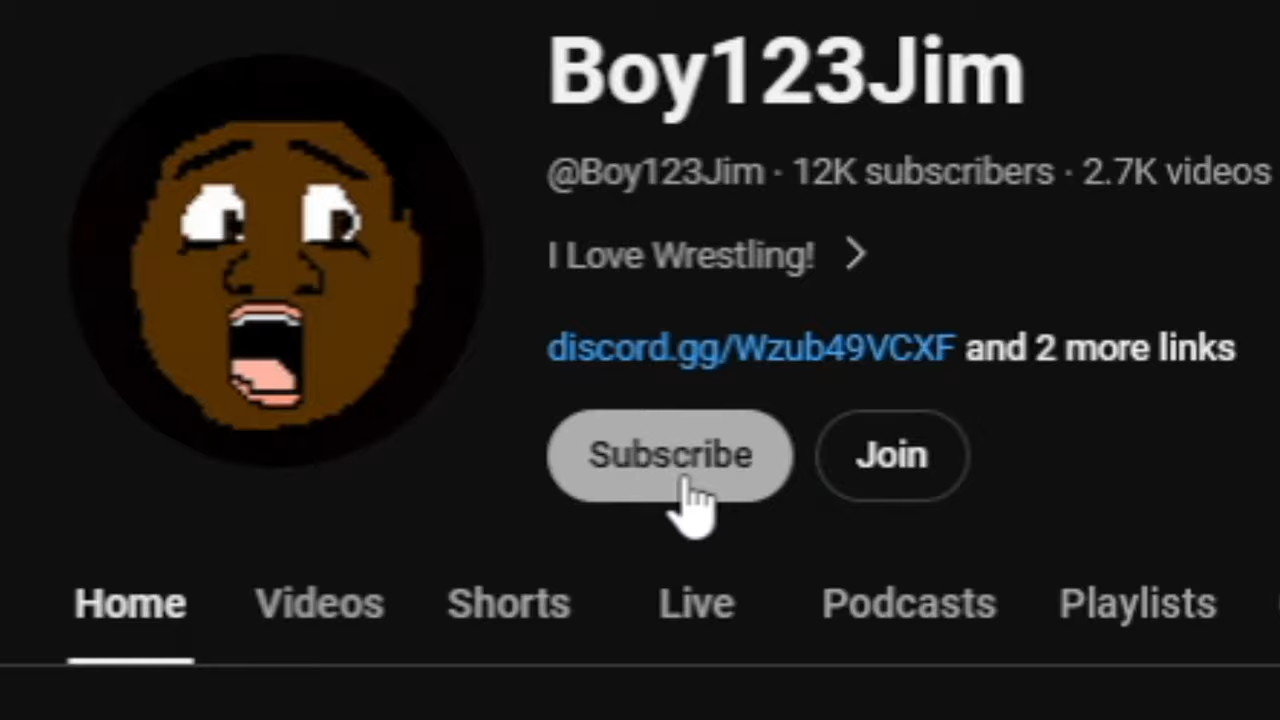 Boy123Jim
@Boy123Jim · 12K subscribers · 2.7K videos
I Love Wrestling!
discord.gg/Wzub49VCXF and 2 more links
Subscribe Join
Home Videos Shorts Live Podcasts Playlists